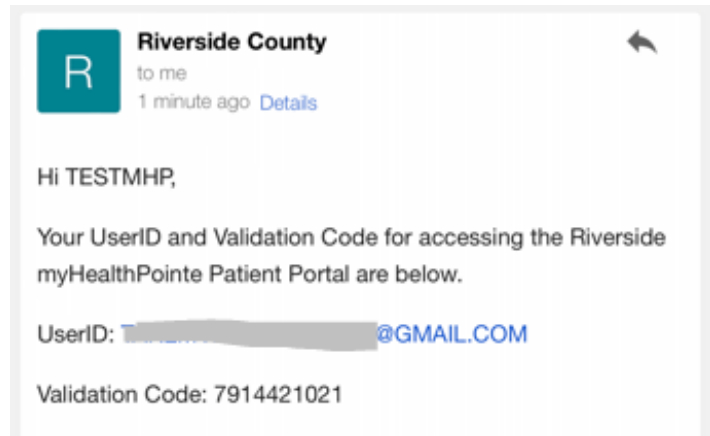 R
Riverside County
to me
1 minute ago Details
Hi TESTMHP,
Your UserID and Validation Code for accessing the Riverside
myHealthPointe Patient Portal are below.
UserID: @GMAIL.COM
Validation Code: 7914421021